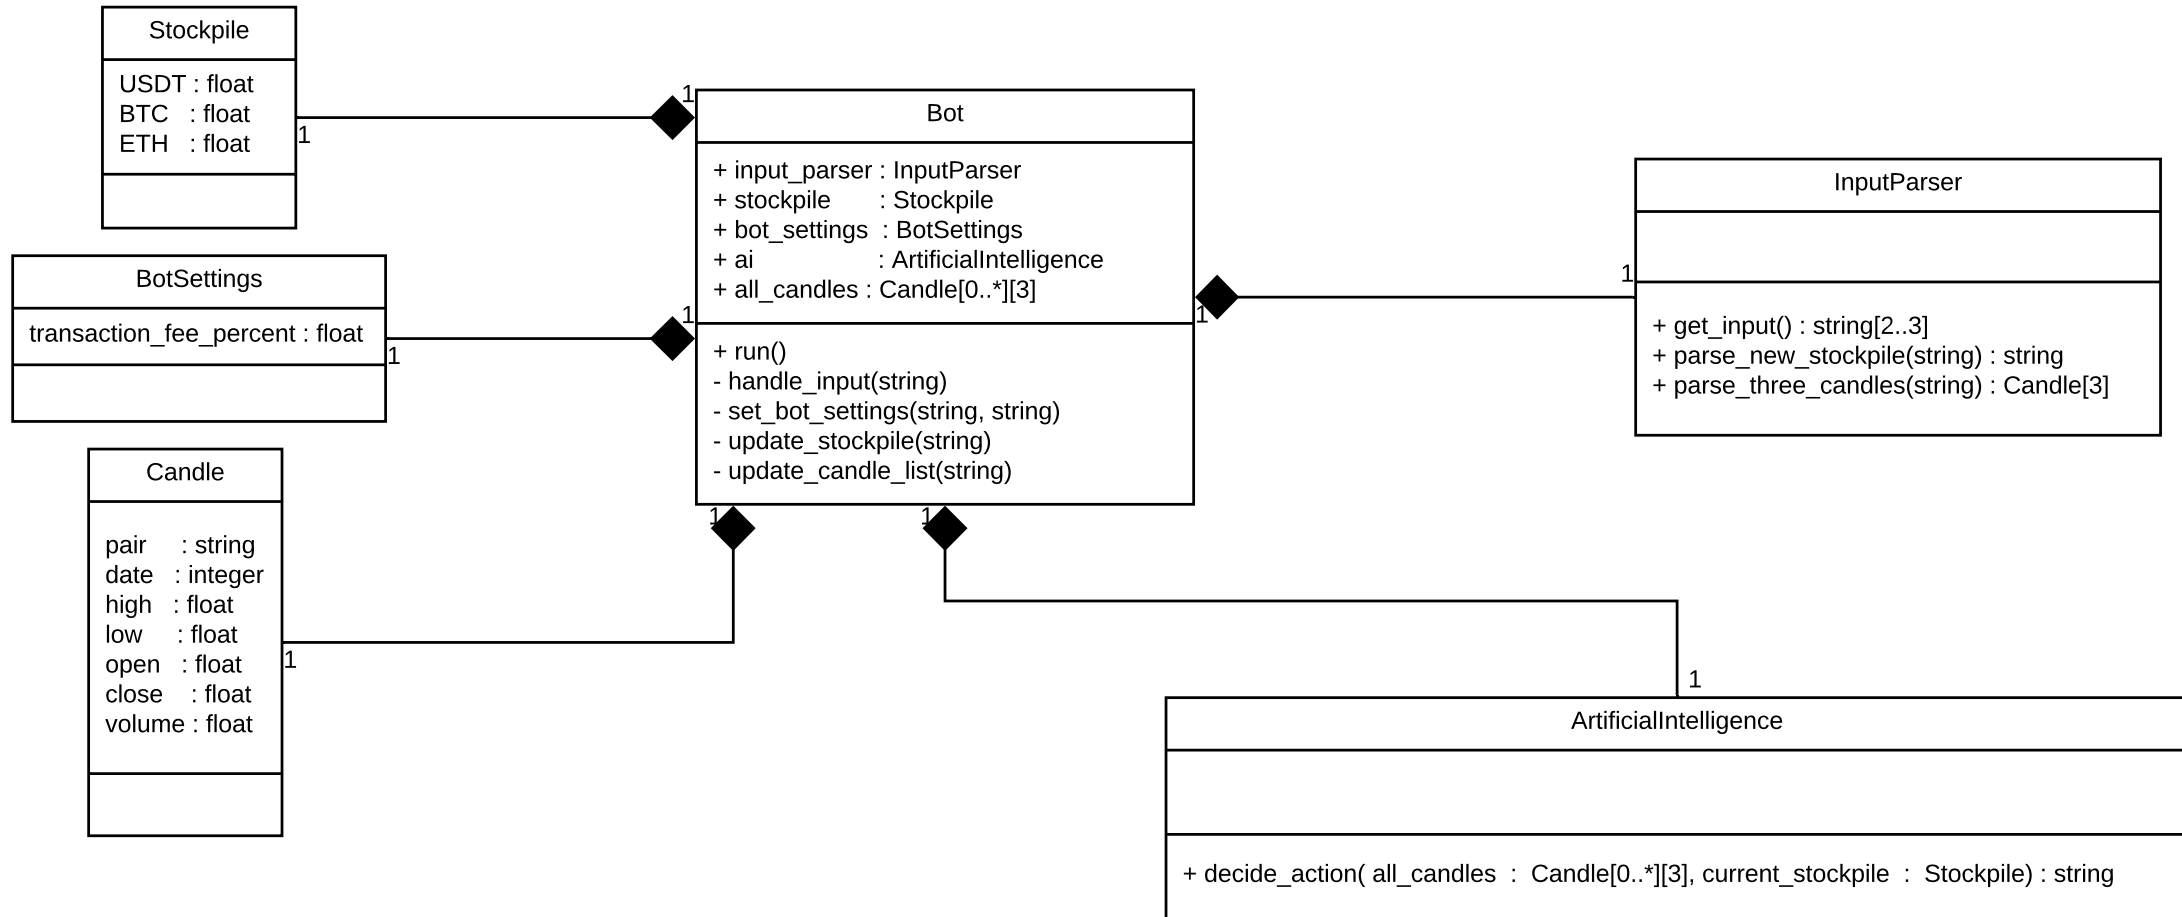 Stockpile
USDT : float
BTC : float
ETH : float
1
1
BotSettings
transaction_fee_percent : float
1
1
Candle
pair : string
date : integer
high : float
low : float
open : float
close : float
volume : float
1
1
Bot
+ input_parser : InputParser
+ stockpile : Stockpile
+ bot_settings : BotSettings
+ ai : ArtificialIntelligence
+ all_candles : Candle[0..*][3]
+ run()
- handle_input(string)
- set_bot_settings(string, string)
- update_stockpile(string)
- update_candle_list(string)
1
1
InputParser
+ get_input() : string[2..3]
+ parse_new_stockpile(string) : string
+ parse_three_candles(string) : Candle[3]
1
1
ArtificialIntelligence
+ decide_action( all_candles : Candle[0..*][3], current_stockpile : Stockpile) : string